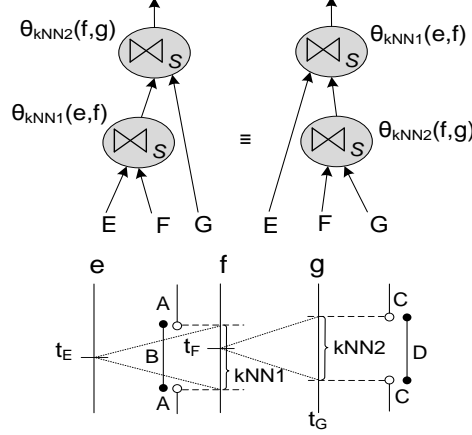 θkNN2(f,g)
S
θkNN1(e,f)
S
E F G
≡
θkNN1(e,f)
S
θkNN2(f,g)
S
E F G
e f g
A C
tE B tF kNN1 kNN2 D
A C
tG